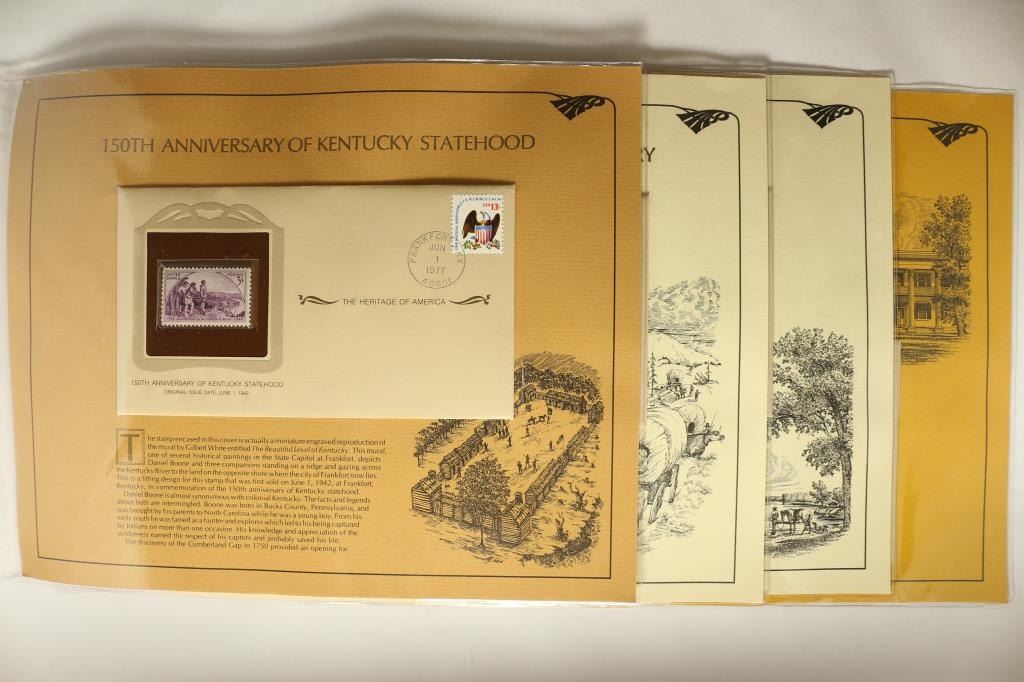 150TH ANNIVERSARY OF KENTUCKY STATEHOOD
RY
E PLURIBUS UNUM
USA 13c
FRANKFORT, KY
JUN
1
1977
40601
UNITED STATES POSTAGE
3¢
THE HERITAGE OF AMERICA
150TH ANNIVERSARY OF KENTUCKY STATEHOOD
ORIGINAL ISSUE DATE: JUNE 1, 1942
The stamp encased in this cover is actually a miniature engraved reproduction of
the mural by Gilbert White entitled The Beautiful Level of Kentucky. This mural,
one of several historical paintings in the State Capitol at Frankfort, depicts
Daniel Boone and three companions standing on a ridge and gazing across
the Kentucky River to the land on the opposite shore where the city of Frankfort now lies.
This is a fitting design for this stamp that was first sold on June 1, 1942, at Frankfort,
Kentucky, in commemoration of the 150th anniversary of Kentucky statehood.
Daniel Boone is almost synonymous with colonial Kentucky. The facts and legends
about both are intermingled. Boone was born in Bucks County, Pennsylvania, and
was brought by his parents to North Carolina while he was a young boy. From his
early youth he was famed as a hunter and explorer which led to his being captured
by Indians on more than one occasion. His knowledge and appreciation of the
wilderness earned the respect of his captors and probably saved his life.
The discovery of the Cumberland Gap in 1750 provided an opening for